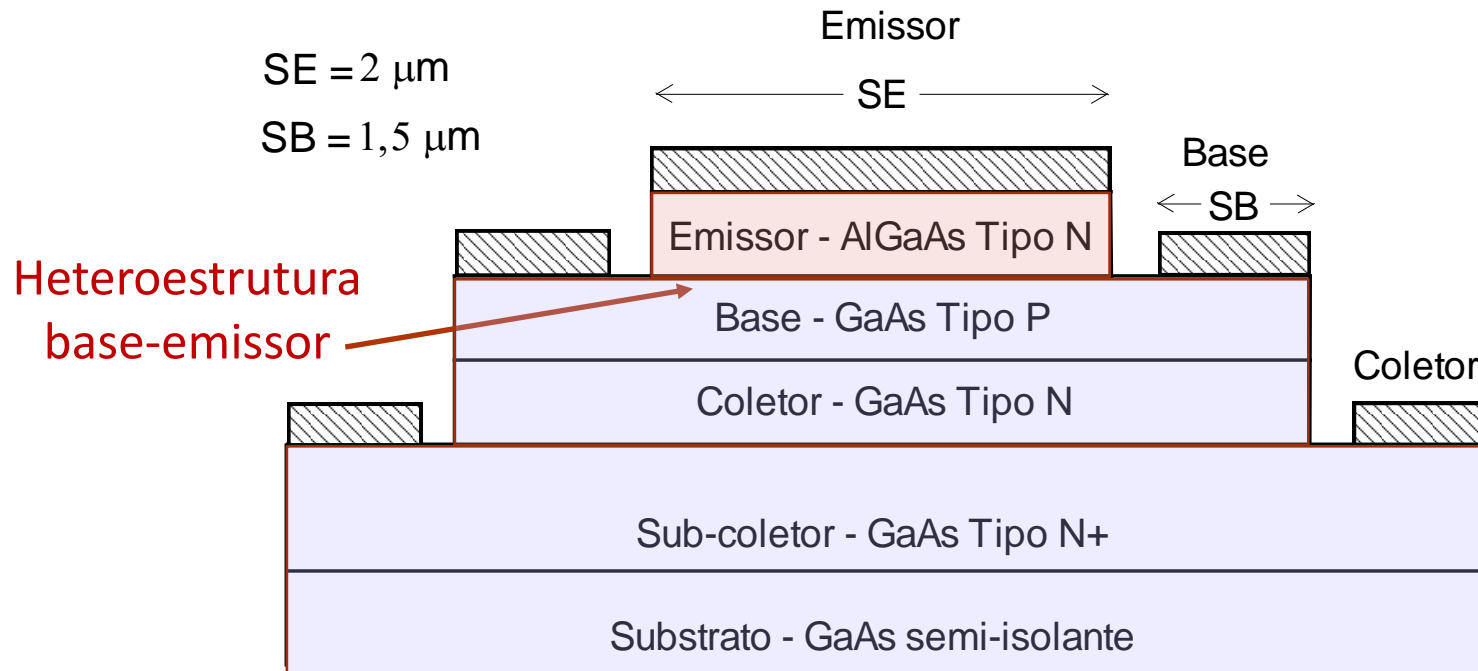 Emissor
SE = 2 μm
SE
SB = 1,5 μm
Base
SB
Emissor - AlGaAs Tipo N
Heteroestrutura
base-emissor
Base - GaAs Tipo P
Coletor
Coletor - GaAs Tipo N
Sub-coletor - GaAs Tipo N+
Substrato - GaAs semi-isolante